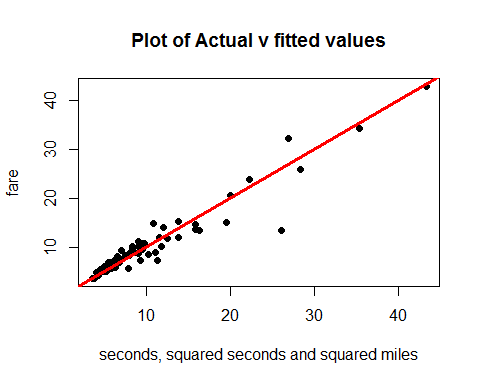 Plot of Actual v fitted values
40
30
20
10
fare
10 20 30 40
seconds, squared seconds and squared miles